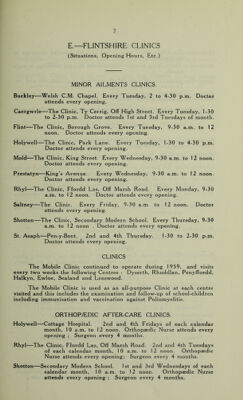 7
E.—FLINTSHIRE CLINICS
(Situations, Opening Hours, Etc.)
MINOR AILMENTS CLINICS.
Buckley—Welsh C.M. Chapel. Every Tuesday, 2 to 4-30 p.m. Doctor
attends every opening.
Caergwrle—The Clinic, Ty Cerrig, Off High Street. Every Tuesday, 1-30
to 2-30 p.m. Doctor attends 1st and 3rd Tuesdays of month.
Flint—The Clinic, Borough Grove. Every Tuesday, 9-30 a.m. to 12
noon. Doctor attends every opening.
Holywell—The Clinic, Park Lane. Every Tuesday, 1-30 to 4-30 p.m.
Doctor attends every opening.
Mold—The Clinic, King Street. Every Wednesday, 9-30 a.m. to 12 noon.
Doctor attends every opening.
Prestatyn—King's Avenue. Every Wednesday, 9-30 a.m. to 12 noon.
Doctor attends every opening.
Rhyl—The Clinic, Ffordd Las, Off Marsh Road. Every Monday, 9-30
a.m. to 12 noon. Doctor attends every opening.
Saltney—The Clinic. Every Friday, 9-30 a.m. to 12 noon. Doctor
attends every opening.
Shotton—The Clinic, Secondary Modern School. Every Thursday, 9-30
a.m. to 12 noon. Doctor attends every opening.
St. Asaph—Pen-y-Bont. 2nd and 4th Thursday. 1-30 to 2-30 p.m.
Doctor attends every opening.
CLINICS
The Mobile Clinic continued to operate during 1959, and visits
every two weeks the following Centres : Dyserth, Rhuddlan, Penyffordd,
Halkyn, Ewloe, Sealand and Leeswood.
The Mobile Clinic is used as an all-purpose Clinic at each centre
visited and this includes the examination and follow-up of school-children
including immunisation and vaccination against Poliomyelitis.
ORTHOPÆDIC AFTER-CARE CLINICS.
Holywell—Cottage Hospital. 2nd and 4th Fridays of each calendar
month, 10 a.m. to 12 noon. Orthopædic Nurse attends every
opening ; Surgeon every 4 months.
Rhyl—The Clinic, Ffordd Las, Off Marsh Road. 2nd and 4th Tuesdays
of each calendar month, 10 a.m. to 12 noon. Orthopædic
Nurse attends every opening; Surgeon every 4 months.
Shotton—Secondary Modern School. 1st and 3rd Wednesdays of each
calendar month, 10 a.m. to 12 noon. Orthopædic Nurse
attends every opening ; Surgeon every 4 months.